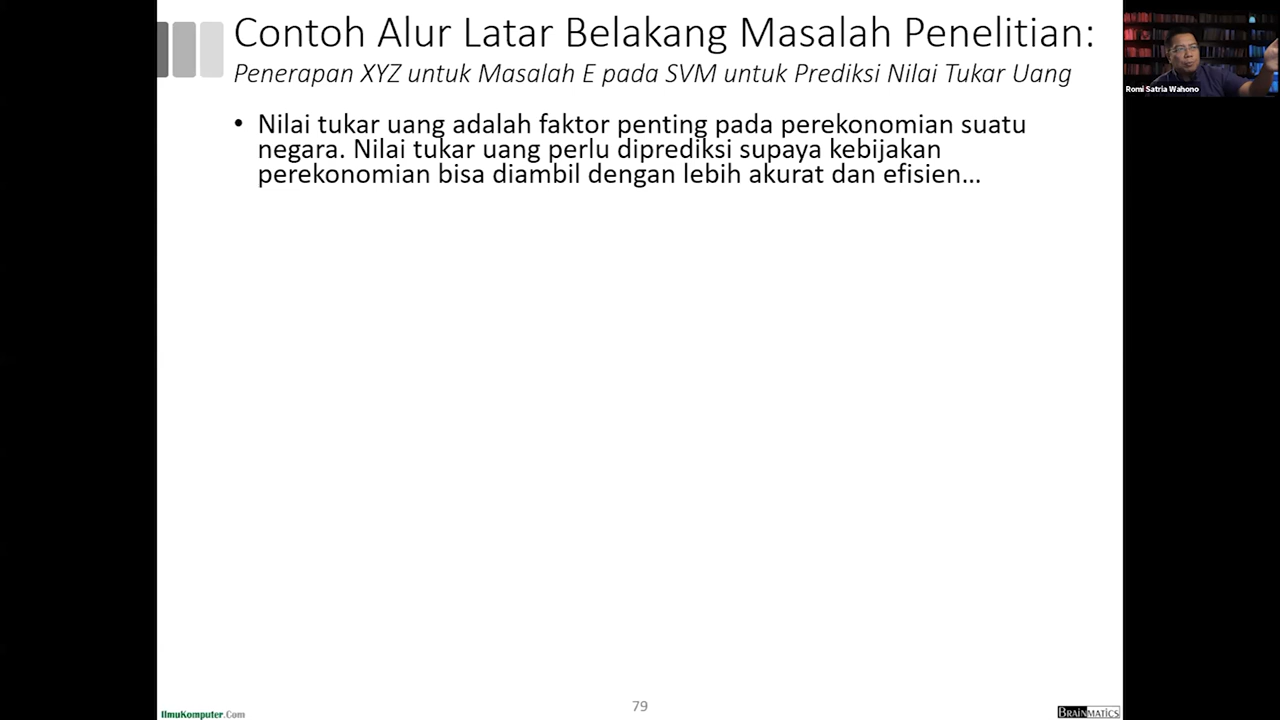 Contoh Alur Latar Belakang Masalah Penelitian:
Penerapan XYZ untuk Masalah E pada SVM untuk Prediksi Nilai Tukar Uang
Romi Satria Wahono
• Nilai tukar uang adalah faktor penting pada perekonomian suatu
negara. Nilai tukar uang perlu diprediksi supaya kebijakan
perekonomian bisa diambil dengan lebih akurat dan efisien…
IlmuKomputer.Com
79
BRAINMATICS